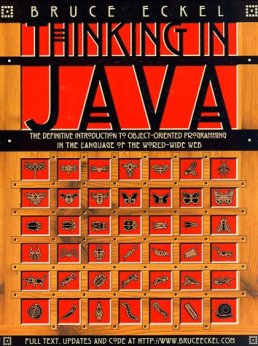 BRUCE ECKEL
THINKING IN
JAVA
THE DEFINITIVE INTRODUCTION TO OBJECT-ORIENTED PROGRAMMING
IN THE LANGUAGE OF THE WORLD-WIDE WEB
FULL TEXT, UPDATES AND CODE AT HTTP://WWW.BRUCEECKEL.COM